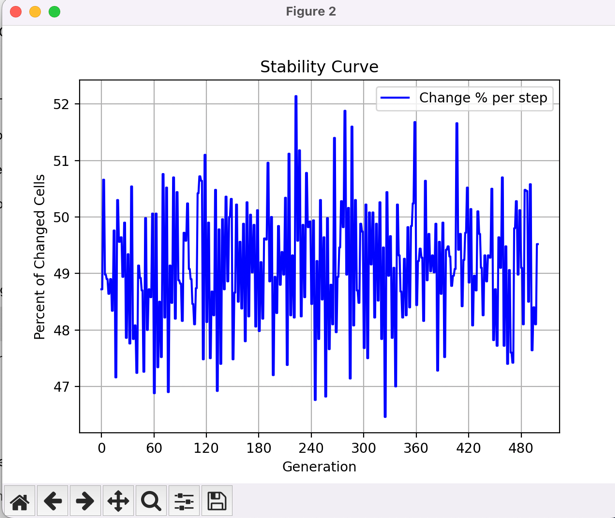 Figure 2
Stability Curve
Change % per step
Percent of Changed Cells
52
51
50
49
48
47
0 60 120 180 240 300 360 420 480
Generation